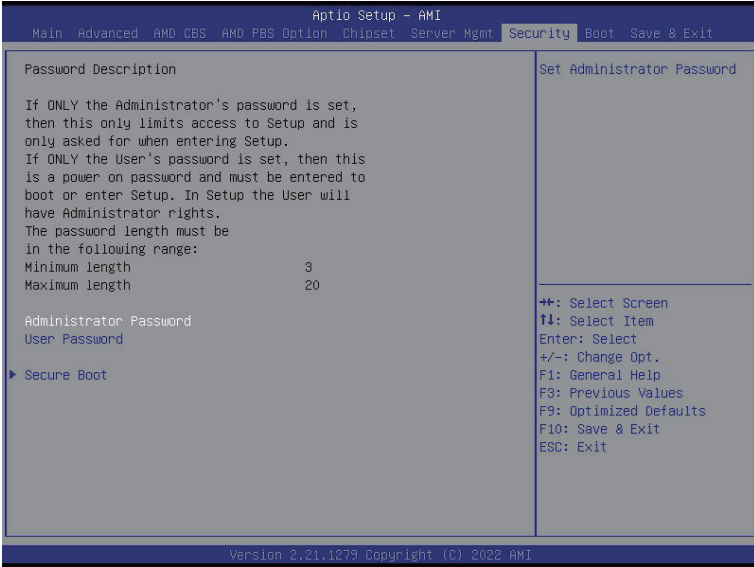 Aptio Setup - AMI
Main Advanced AMD CBS AMD PBS Option Chipset Server Mgmt Security Boot Save & Exit
Password Description
If ONLY the Administrator's password is set,
then this only limits access to Setup and is
only asked for when entering Setup.
If ONLY the User's password is set, then this
is a power on password and must be entered to
boot or enter Setup. In Setup the User will
have Administrator rights.
The password length must be
in the following range:
Minimum length 3
Maximum length 20
Administrator Password
User Password
Secure Boot
Set Administrator Password
→←: Select Screen
↑↓: Select Item
Enter: Select
+/-: Change Opt.
F1: General Help
F3: Previous Values
F9: Optimized Defaults
F10: Save & Exit
ESC: Exit
Version 2.21.1279 Copyright (C) 2022 AMI